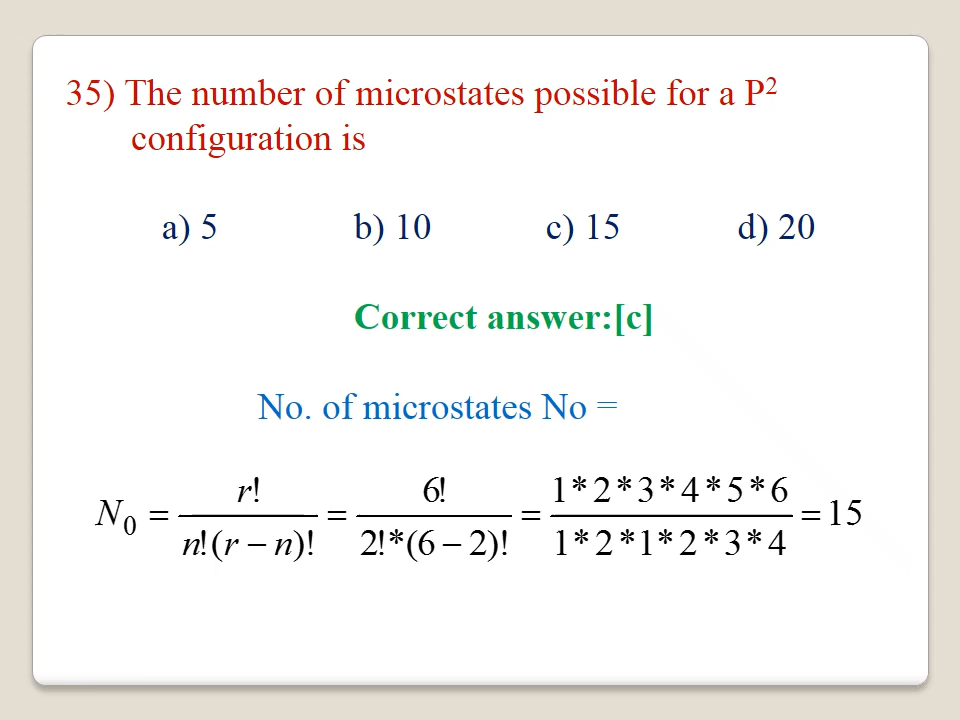 35) The number of microstates possible for a P²
configuration is
a) 5 b) 10 c) 15 d) 20
Correct answer:[c]
No. of microstates No =
N₀ = r! / n!(r − n)! = 6! / 2!*(6 − 2)! = 1*2*3*4*5*6 / 1*2*1*2*3*4 = 15